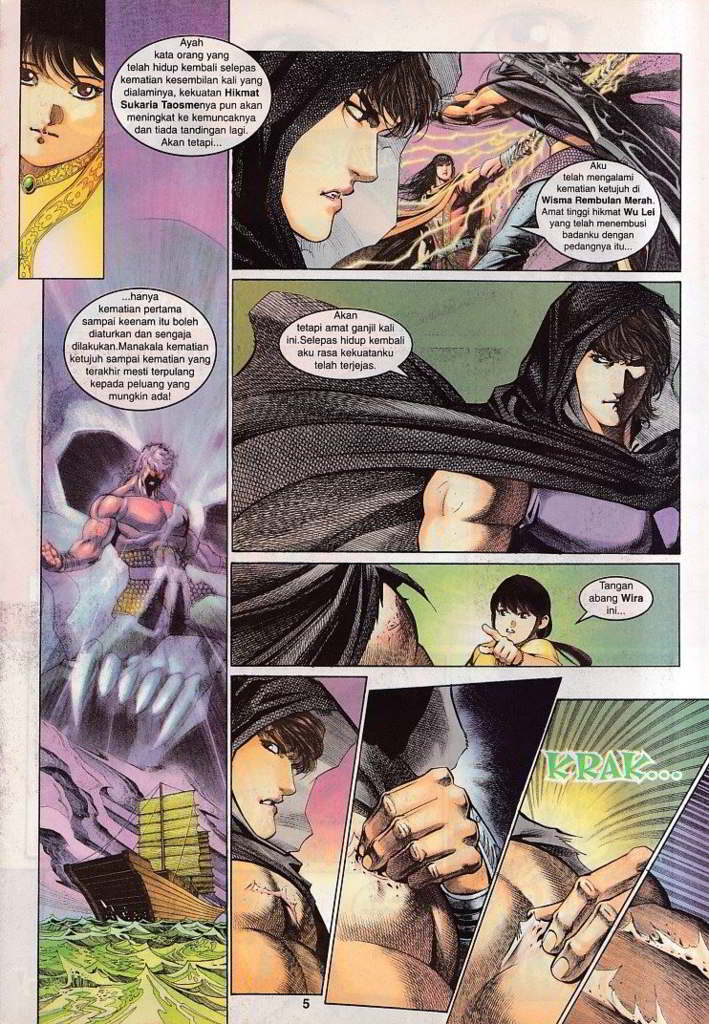 Ayah
kata orang yang
telah hidup kembali selepas
kematian kesembilan kali yang
dialaminya, kekuatan Hikmat
Sukaria Taosmenya pun akan
meningkat ke kemuncaknya
dan tiada tandingan lagi.
Akan tetapi...
...hanya
kematian pertama
sampai keenam itu boleh
diaturkan dan sengaja
dilakukan.Manakala kematian
ketujuh sampai kematian yang
terakhir mesti terpulang
kepada peluang yang
mungkin ada!
Aku
telah mengalami
kematian ketujuh di
Wisma Rembulan Merah.
Amat tinggi hikmat Wu Lei
yang telah menembusi
badanku dengan
pedangnya itu...
Akan
tetapi amat ganjil kali
ini.Selepas hidup kembali
aku rasa kekuatanku
telah terjejas.
Tangan
abang Wira
ini...
KRAK...
5